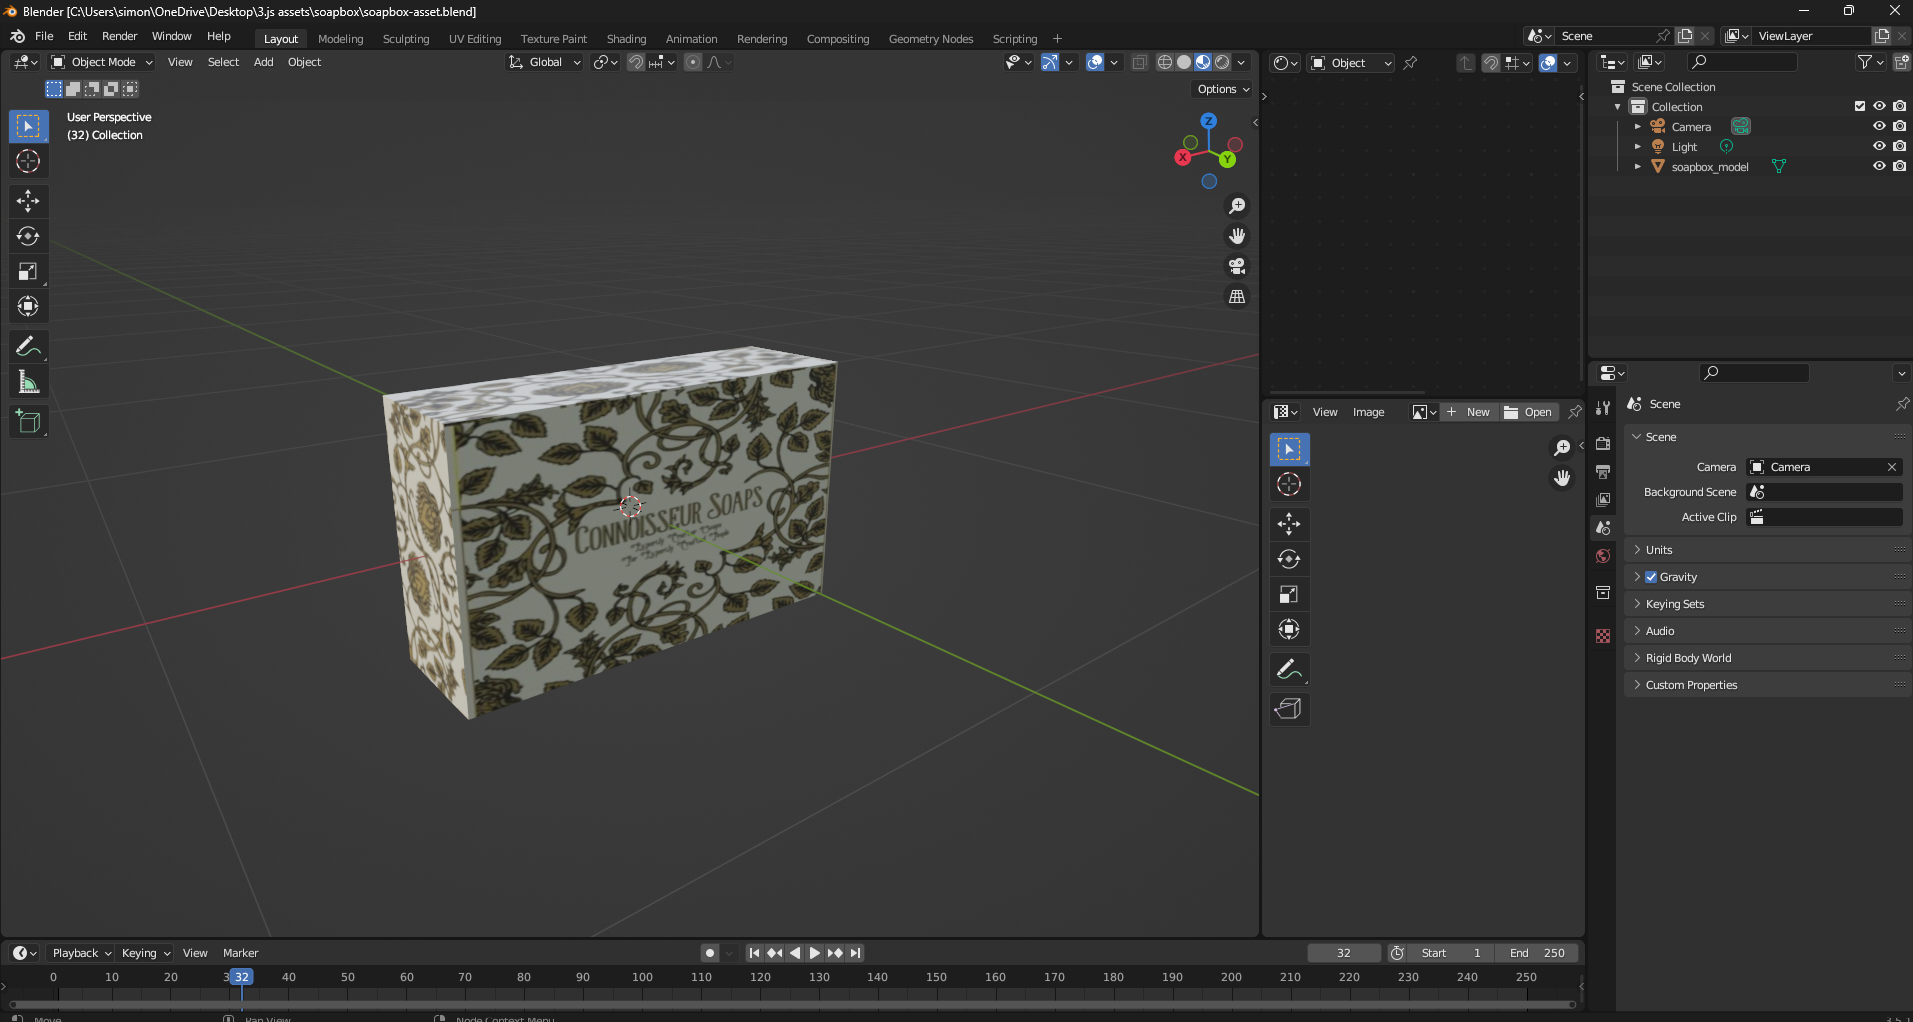 Blender [C:\Users\simon\OneDrive\Desktop\3.js assets\soapbox\soapbox-asset.blend]
File Edit Render Window Help Layout Modeling Sculpting UV Editing Texture Paint Shading Animation Rendering Compositing Geometry Nodes Scripting + Scene ViewLayer
Object Mode View Select Add Object Global Object
Options
User Perspective
(32) Collection
Z
X
Y
CONNOISSEUR SOAPS
Scene Collection
Collection
Camera
Light
soapbox_model
View Image + New Open
Scene
Scene
Camera Camera
Background Scene
Active Clip
Units
Gravity
Keying Sets
Audio
Rigid Body World
Custom Properties
Playback Keying View Marker 32 Start 1 End 250
0 10 20 3 32 40 50 60 70 80 90 100 110 120 130 140 150 160 170 180 190 200 210 220 230 240 250
Move Pan View Node Context Menu 3.5.1